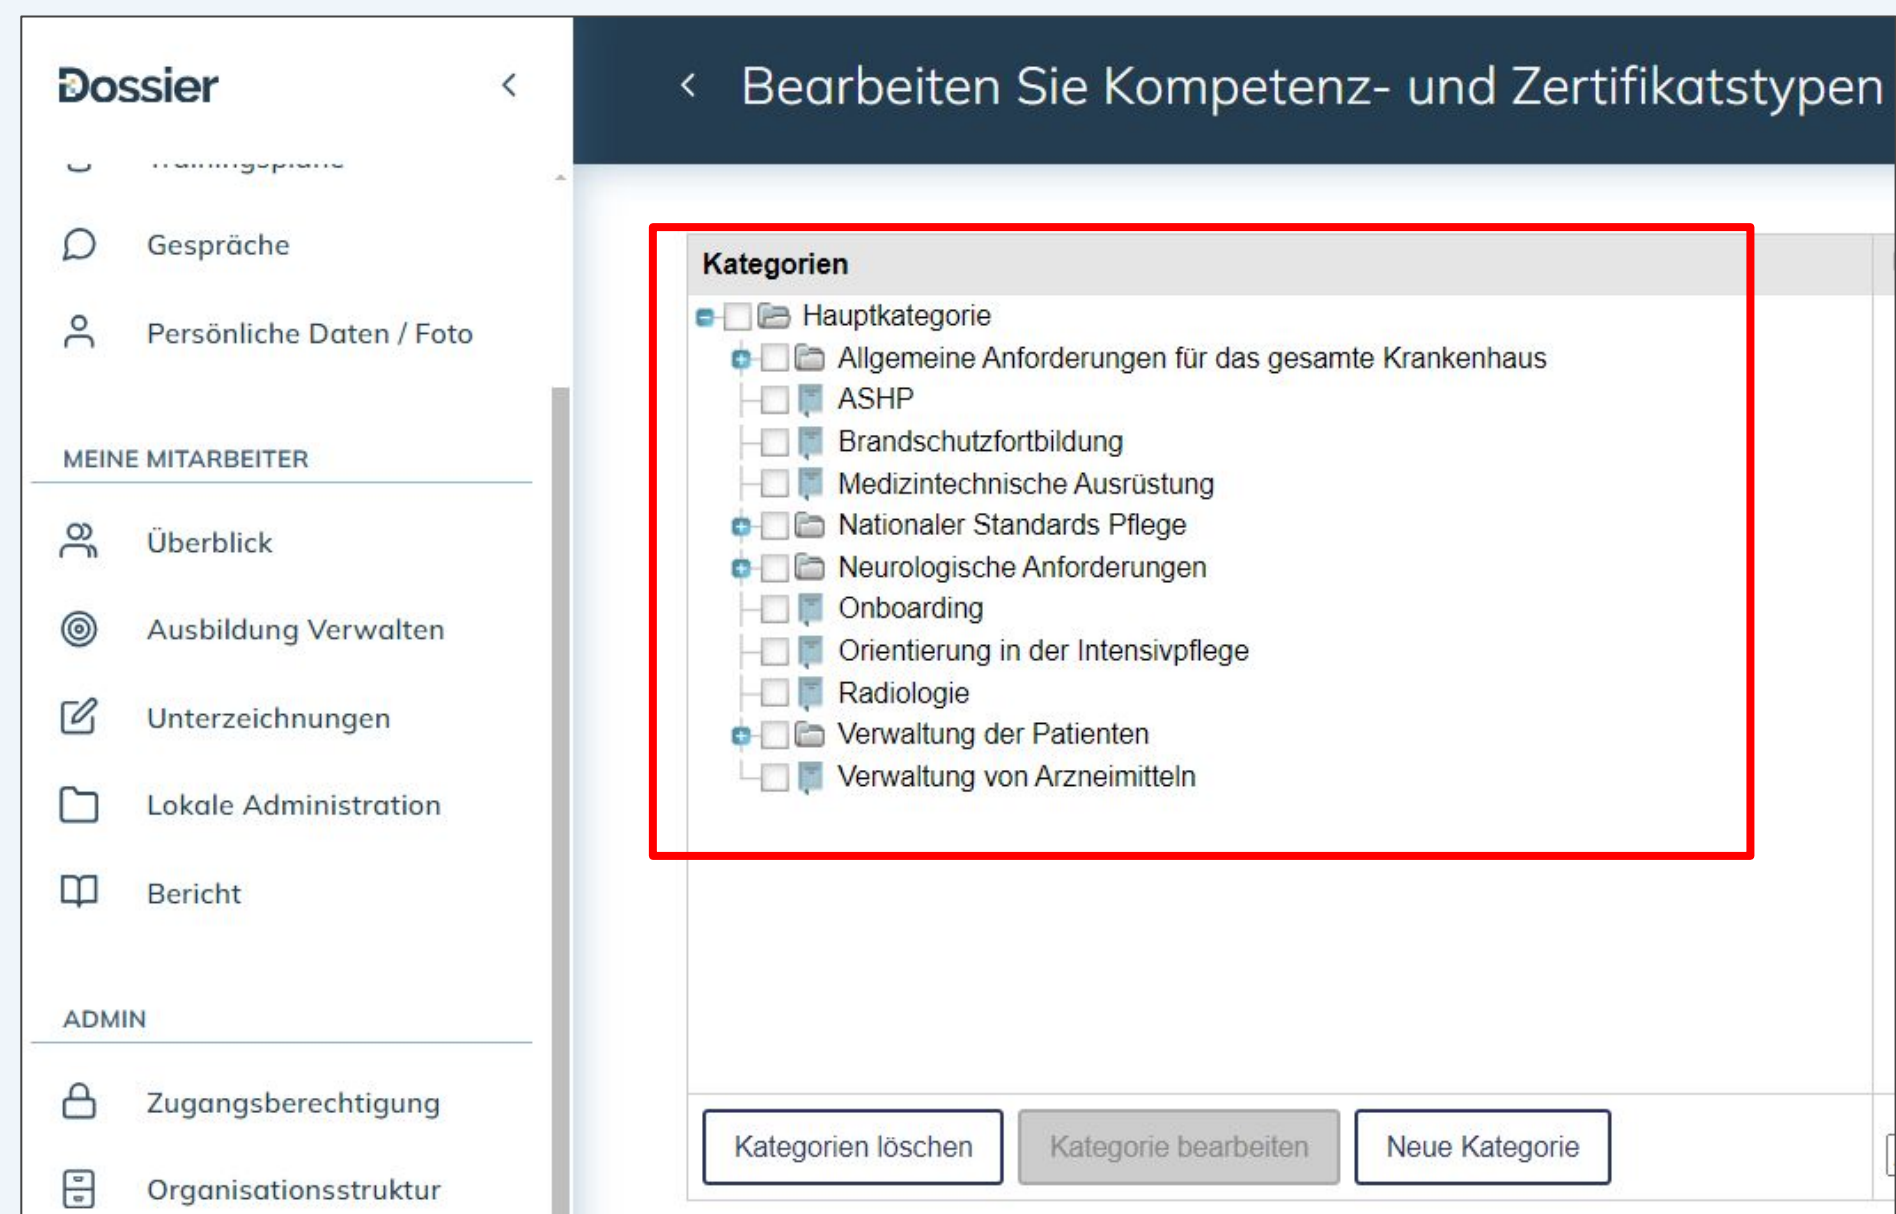 Dossier
Bearbeiten Sie Kompetenz- und Zertifikatstypen
Trainingspläne
Gespräche
Persönliche Daten / Foto
MEINE MITARBEITER
Überblick
Ausbildung Verwalten
Unterzeichnungen
Lokale Administration
Bericht
ADMIN
Zugangsberechtigung
Organisationsstruktur
Kategorien
Hauptkategorie
Allgemeine Anforderungen für das gesamte Krankenhaus
ASHP
Brandschutzfortbildung
Medizintechnische Ausrüstung
Nationaler Standards Pflege
Neurologische Anforderungen
Onboarding
Orientierung in der Intensivpflege
Radiologie
Verwaltung der Patienten
Verwaltung von Arzneimitteln
Kategorien löschen
Kategorie bearbeiten
Neue Kategorie